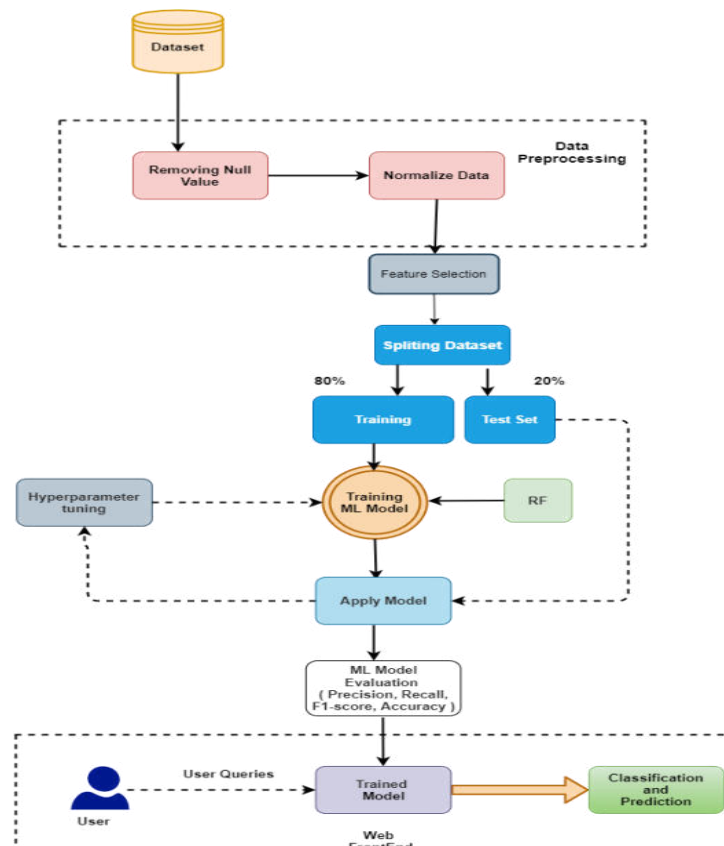 Dataset
Data
Preprocessing
Removing Null
Value
Normalize Data
Feature Selection
Spliting Dataset
80%
20%
Training
Test Set
Hyperparameter
tuning
Training
ML Model
RF
Apply Model
ML Model
Evaluation
( Precision, Recall,
F1-score, Accuracy )
User Queries
Trained
Model
Classification
and
Prediction
User
Web
FrontEnd